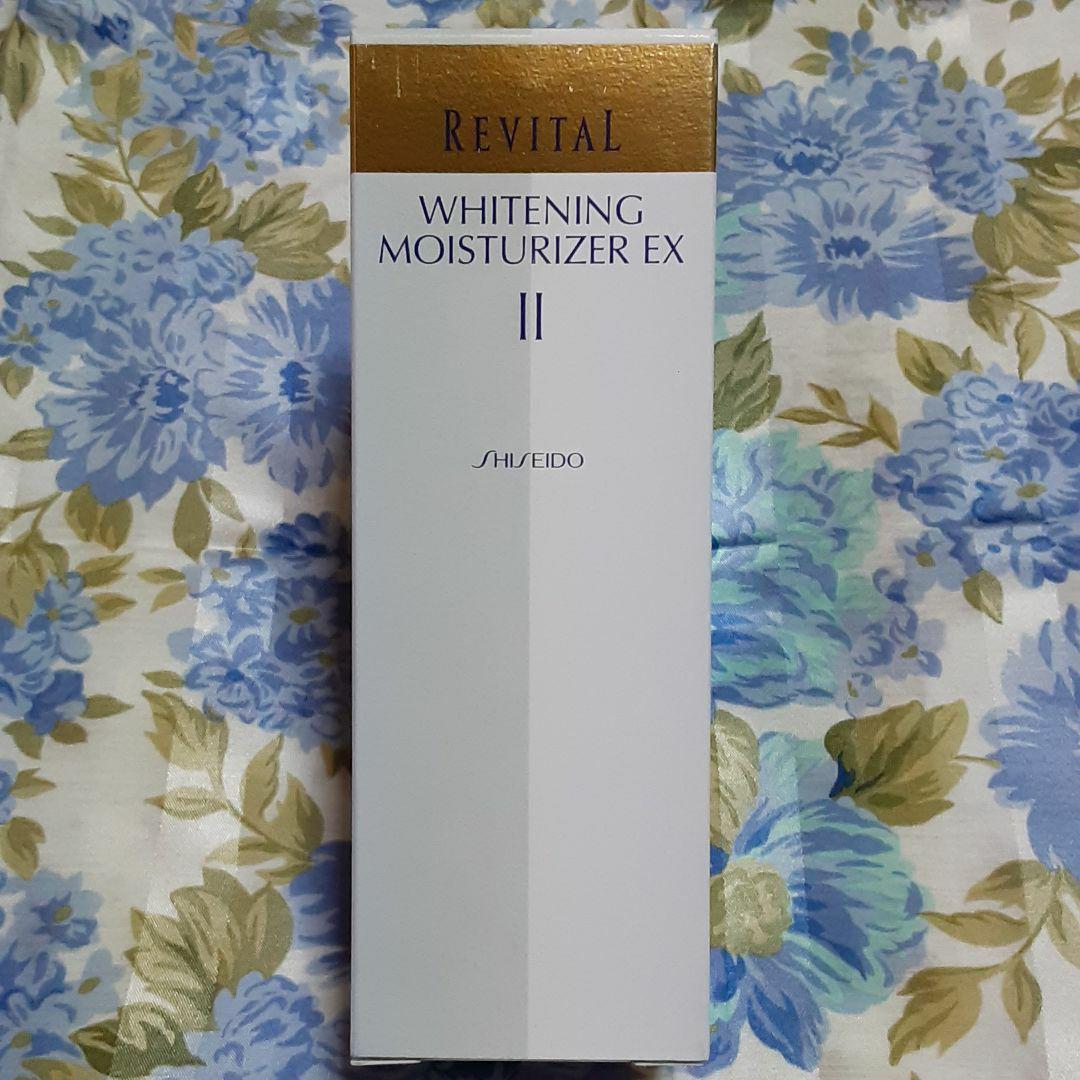 REVITAL
WHITENING
MOISTURIZER EX
II
SHISEIDO